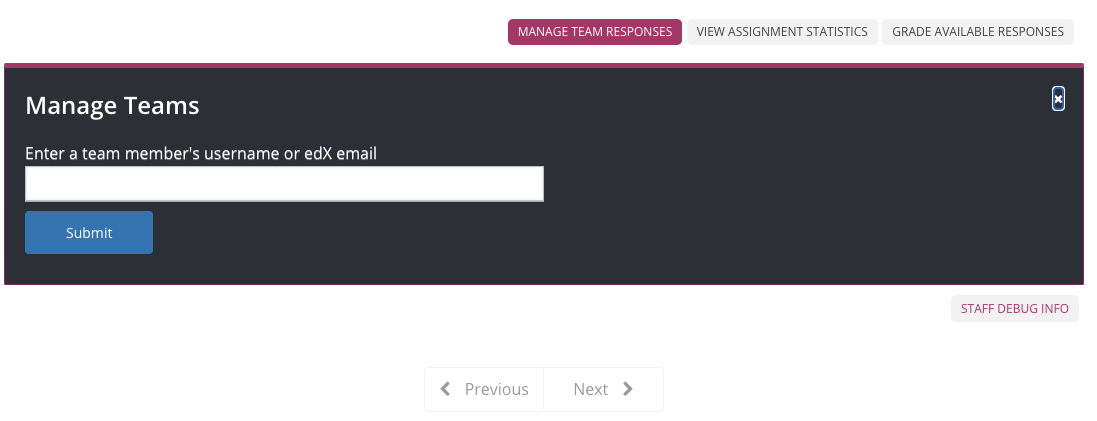 MANAGE TEAM RESPONSES VIEW ASSIGNMENT STATISTICS GRADE AVAILABLE RESPONSES
Manage Teams
Enter a team member's username or edX email
Submit
STAFF DEBUG INFO
Previous Next